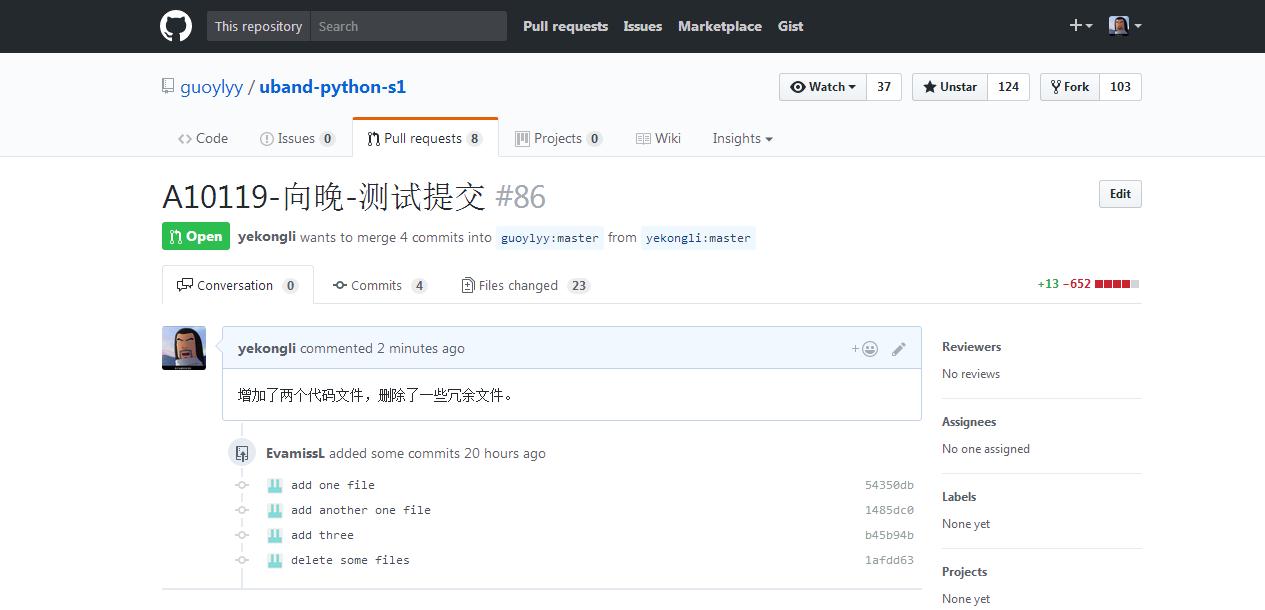 This repository Search Pull requests Issues Marketplace Gist
guoylyy / uband-python-s1 Watch 37 Unstar 124 Fork 103
Code Issues 0 Pull requests 8 Projects 0 Wiki Insights
A10119-向晚-测试提交 #86 Edit
Open yekongli wants to merge 4 commits into guoylyy:master from yekongli:master
Conversation 0 Commits 4 Files changed 23 +13 −652
yekongli commented 2 minutes ago
增加了两个代码文件，删除了一些冗余文件。
EvamissL added some commits 20 hours ago
add one file 54350db
add another one file 1485dc0
add three b45b94b
delete some files 1afdd63
Reviewers
No reviews
Assignees
No one assigned
Labels
None yet
Projects
None yet